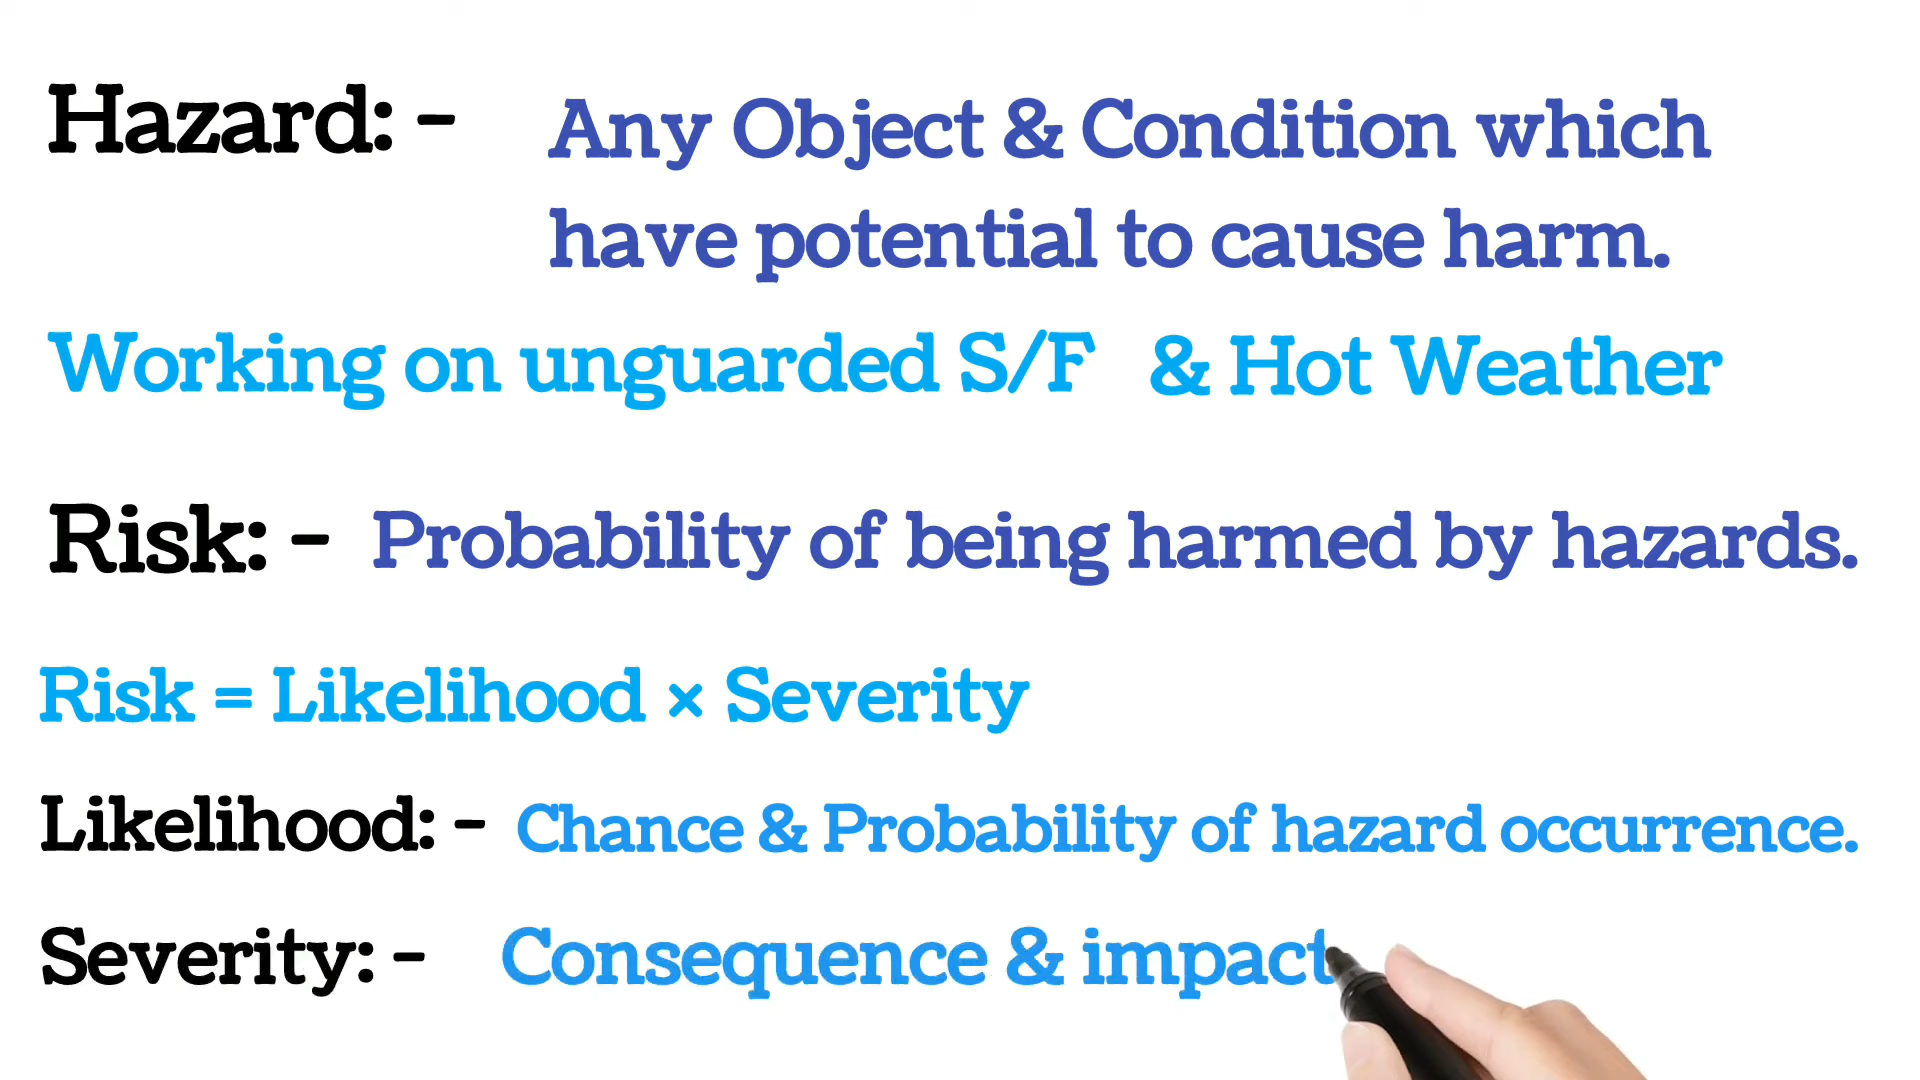 Hazard: - Any Object & Condition which
have potential to cause harm.
Working on unguarded S/F & Hot Weather
Risk: - Probability of being harmed by hazards.
Risk = Likelihood × Severity
Likelihood: - Chance & Probability of hazard occurrence.
Severity: - Consequence & impact